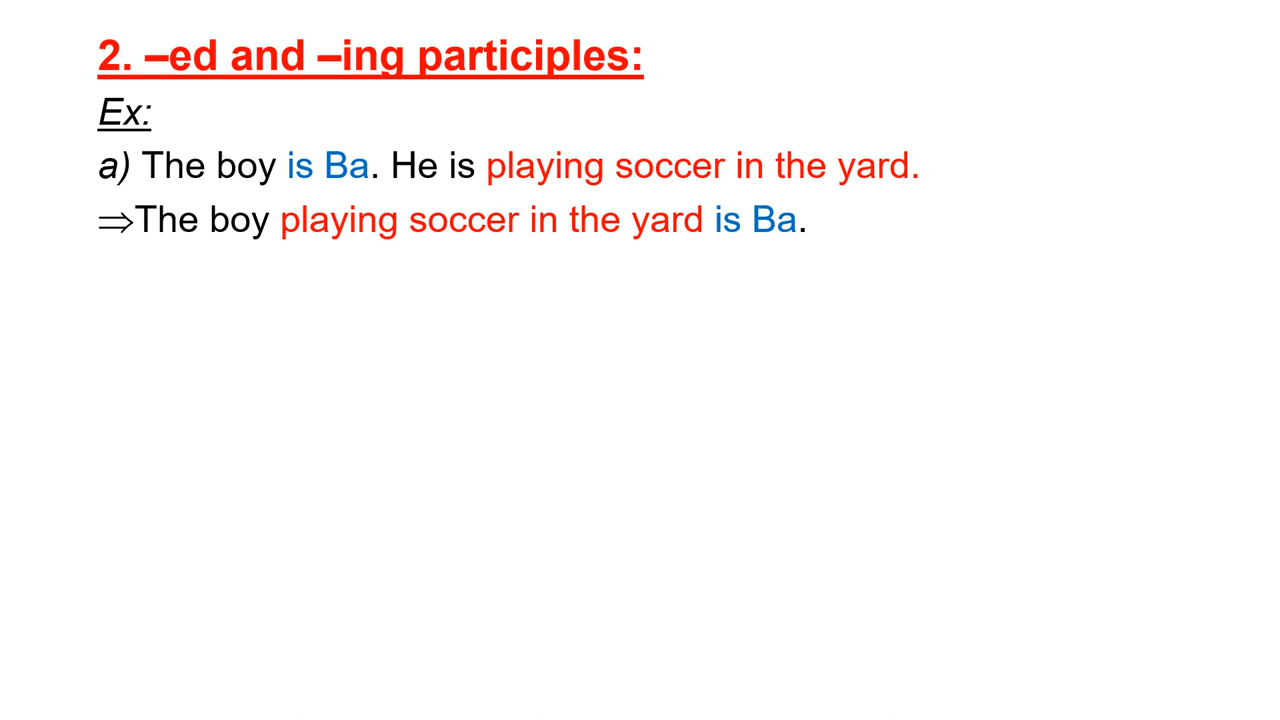 2. –ed and –ing participles:
Ex:
a) The boy is Ba. He is playing soccer in the yard.
⇒The boy playing soccer in the yard is Ba.